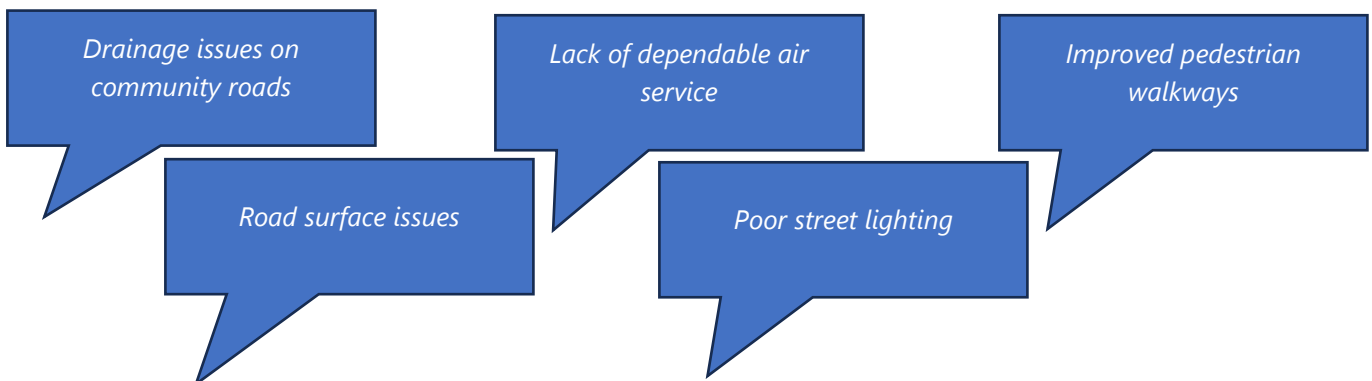 Drainage issues on
community roads
Lack of dependable air
service
Improved pedestrian
walkways
Road surface issues
Poor street lighting